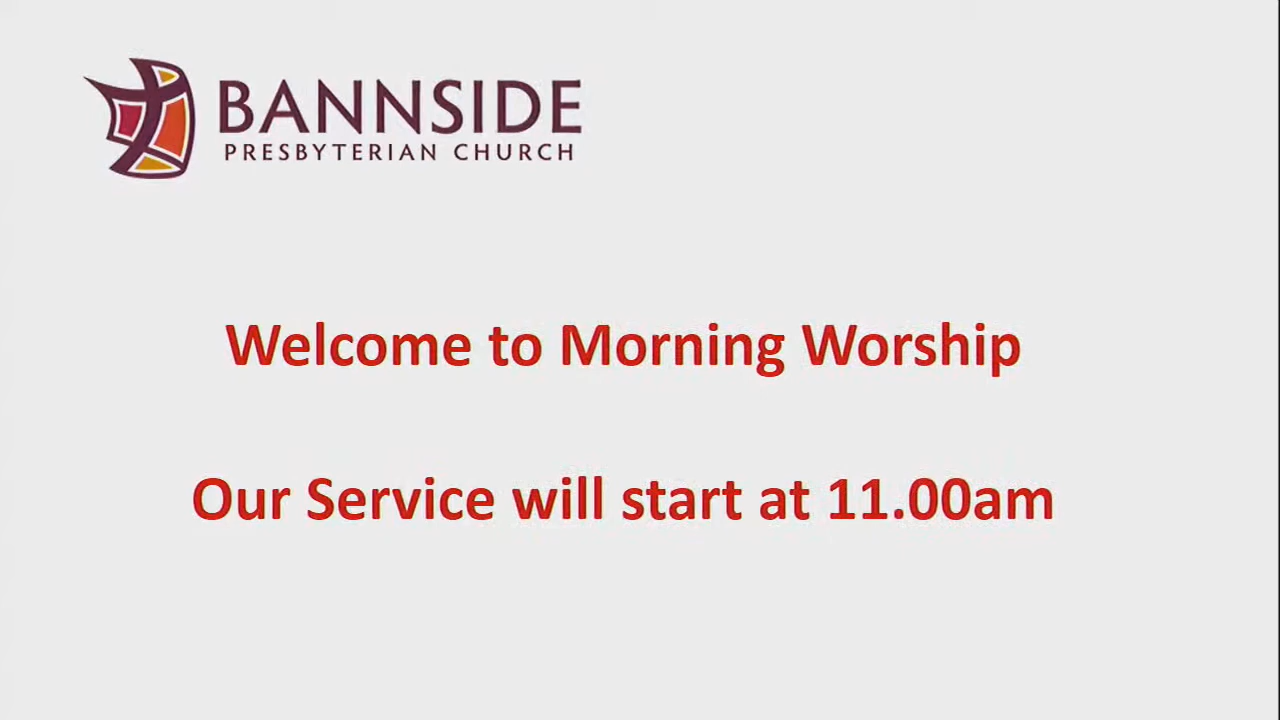 BANNSIDE
PRESBYTERIAN CHURCH
Welcome to Morning Worship
Our Service will start at 11.00am